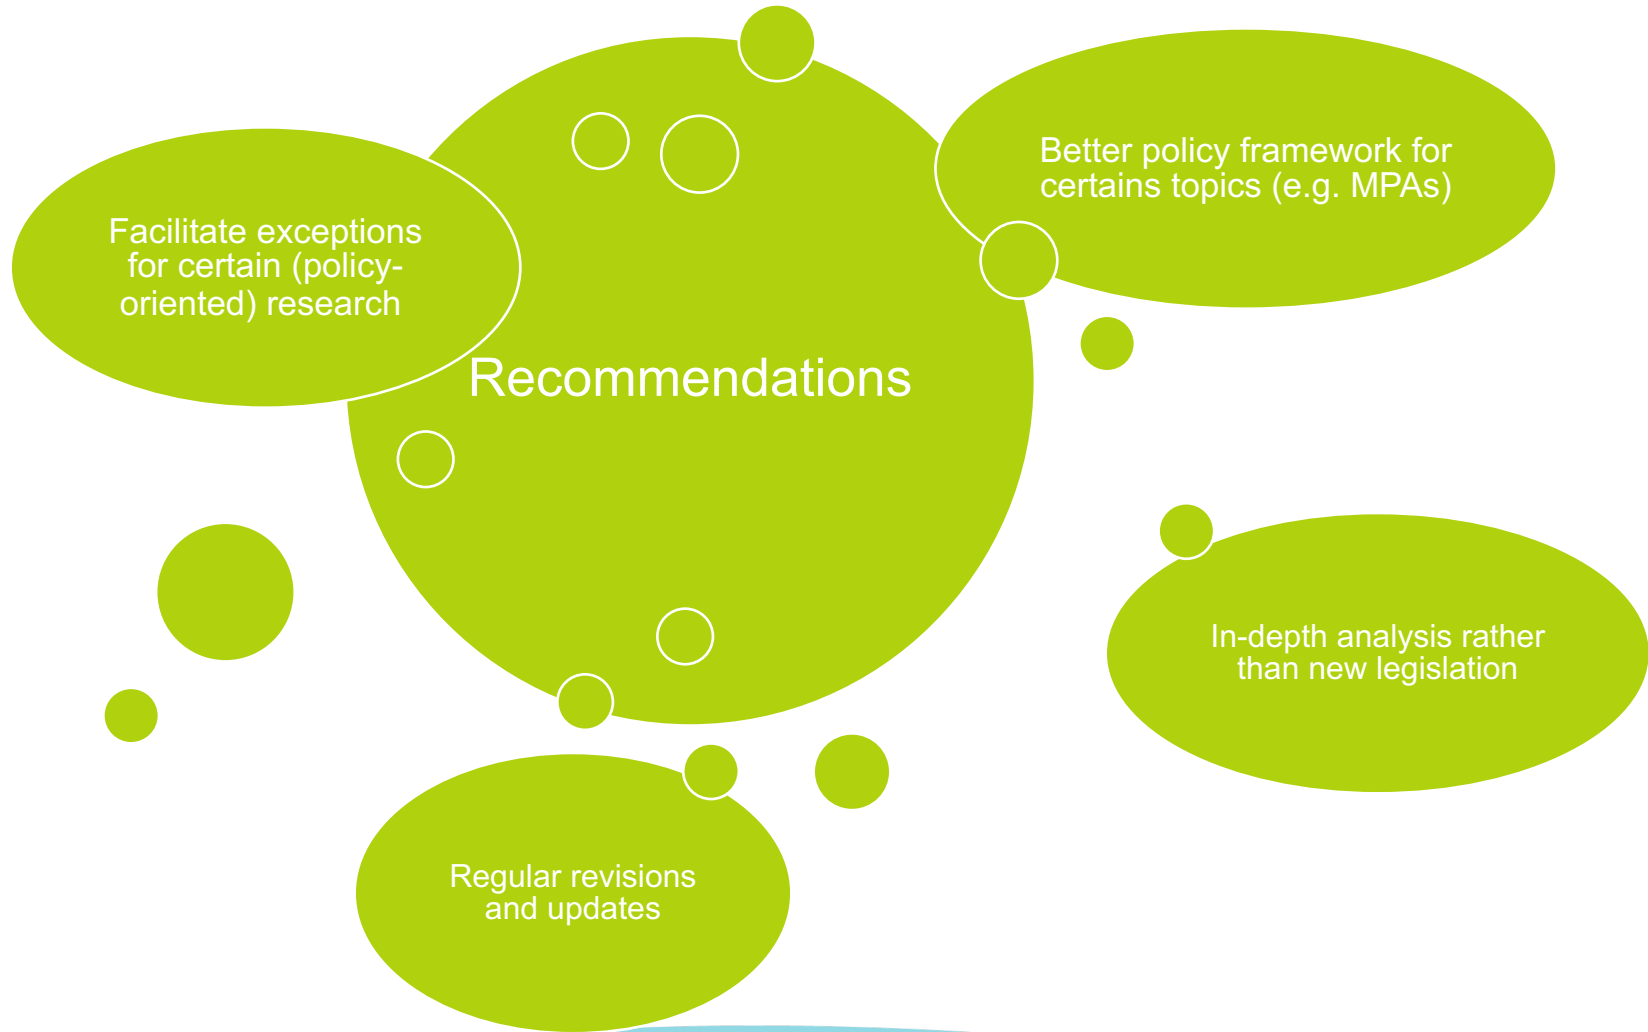 Better policy framework for
certains topics (e.g. MPAs)
Facilitate exceptions
for certain (policy-
oriented) research
Recommendations
In-depth analysis rather
than new legislation
Regular revisions
and updates